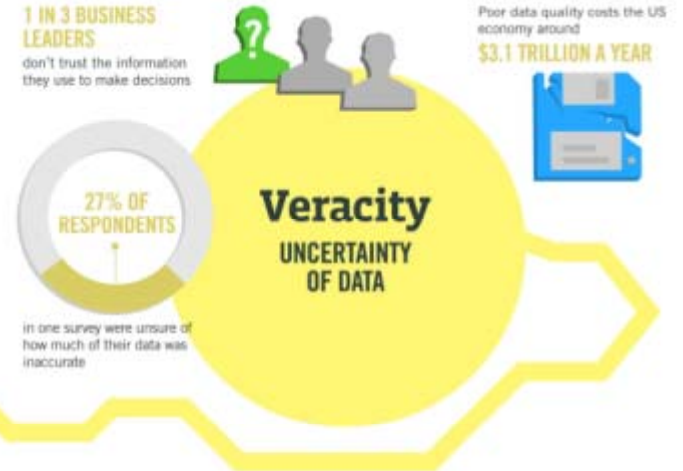 1 IN 3 BUSINESS
LEADERS
don't trust the information
they use to make decisions
?
Poor data quality costs the US
economy around
$3.1 TRILLION A YEAR
27% OF
RESPONDENTS
in one survey were unsure of
how much of their data was
inaccurate
Veracity
UNCERTAINTY
OF DATA